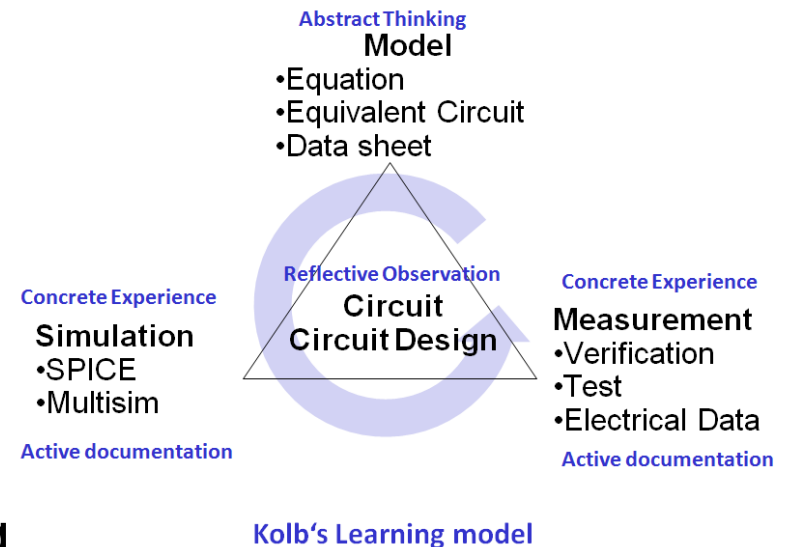 Abstract Thinking
Model
•Equation
•Equivalent Circuit
•Data sheet
Reflective Observation
Circuit
Circuit Design
Concrete Experience
Simulation
•SPICE
•Multisim
Active documentation
Concrete Experience
Measurement
•Verification
•Test
•Electrical Data
Active documentation
Kolb's Learning model